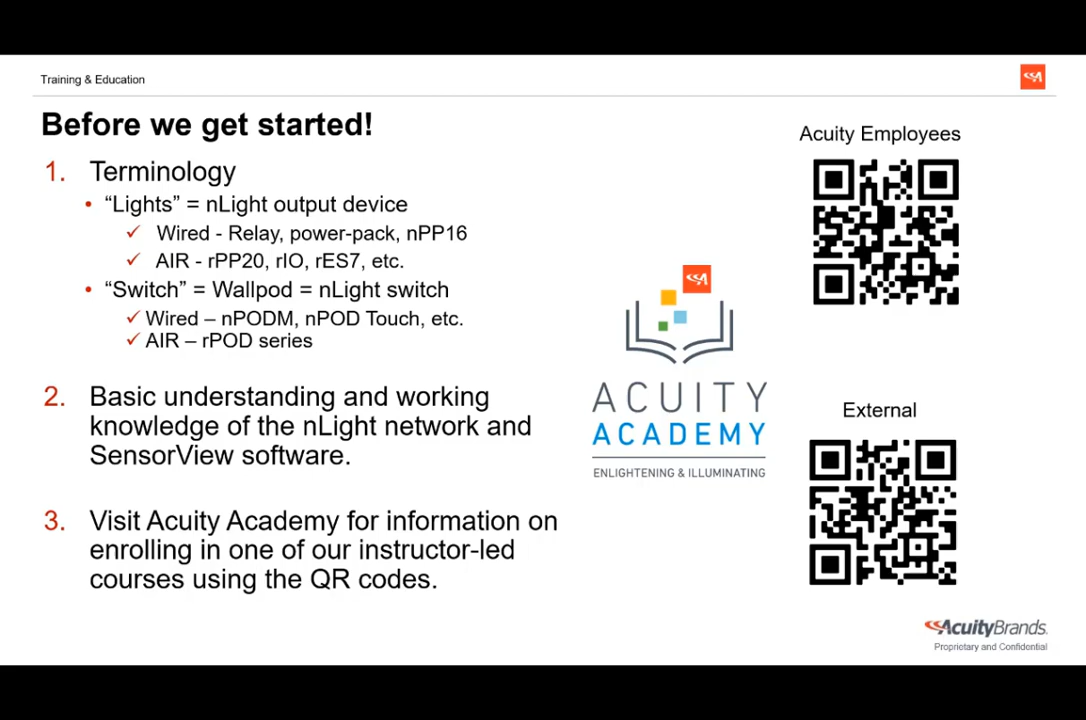 Training & Education
Before we get started!
1. Terminology
• “Lights” = nLight output device
✓ Wired - Relay, power-pack, nPP16
✓ AIR - rPP20, rIO, rES7, etc.
• “Switch” = Wallpod = nLight switch
✓ Wired – nPODM, nPOD Touch, etc.
✓ AIR – rPOD series
2. Basic understanding and working
knowledge of the nLight network and
SensorView software.
3. Visit Acuity Academy for information on
enrolling in one of our instructor-led
courses using the QR codes.
ACUITY
ACADEMY
ENLIGHTENING & ILLUMINATING
Acuity Employees
External
AcuityBrands.
Proprietary and Confidential